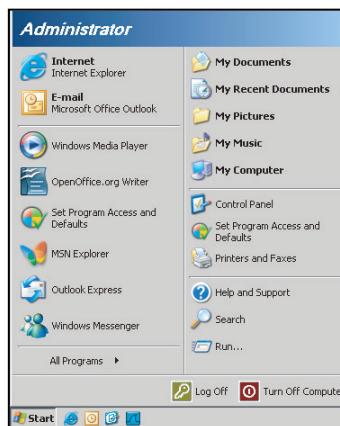 Administrator
Internet
Internet Explorer
E-mail
Microsoft Office Outlook
Windows Media Player
OpenOffice.org Writer
Set Program Access and
Defaults
MSN Explorer
Outlook Express
Windows Messenger
All Programs
My Documents
My Recent Documents
My Pictures
My Music
My Computer
Control Panel
Set Program Access and
Defaults
Printers and Faxes
Help and Support
Search
Run...
Log Off
Turn Off Compute
Start